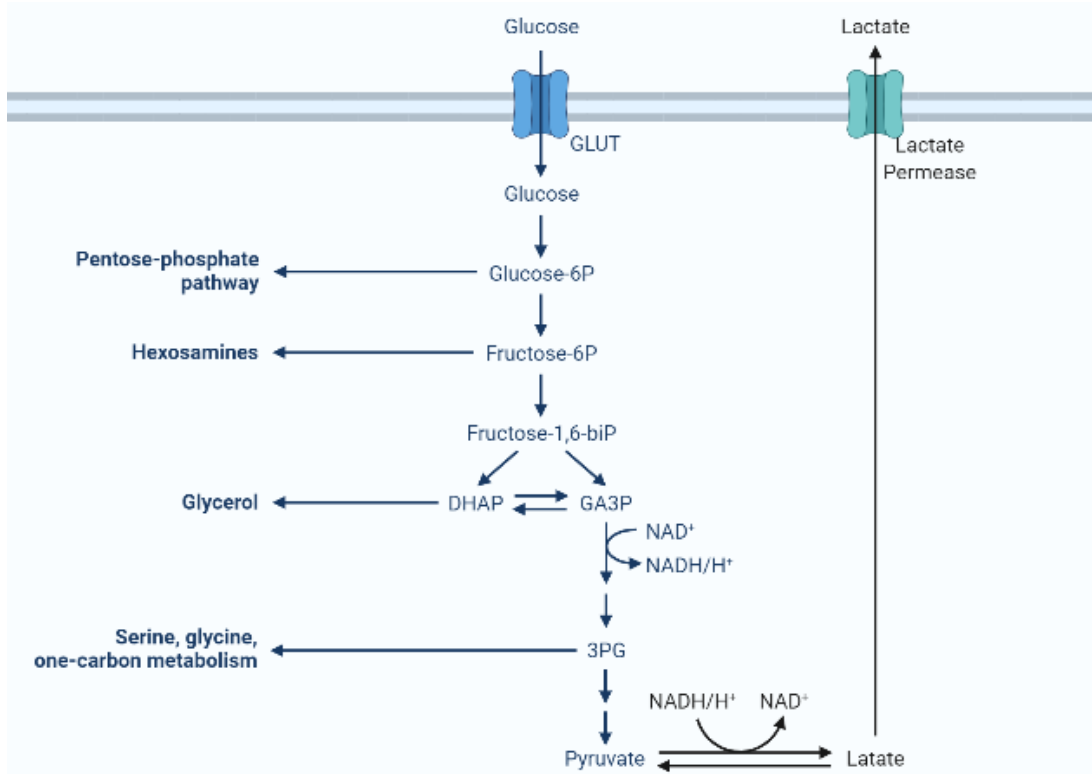 Glucose
Lactate
GLUT
Lactate
Permease
Glucose
Pentose-phosphate
pathway
Glucose-6P
Hexosamines
Fructose-6P
Fructose-1,6-biP
Glycerol
DHAP
GA3P
NAD⁺
NADH/H⁺
Serine, glycine,
one-carbon metabolism
3PG
NADH/H⁺
NAD⁺
Pyruvate
Latate